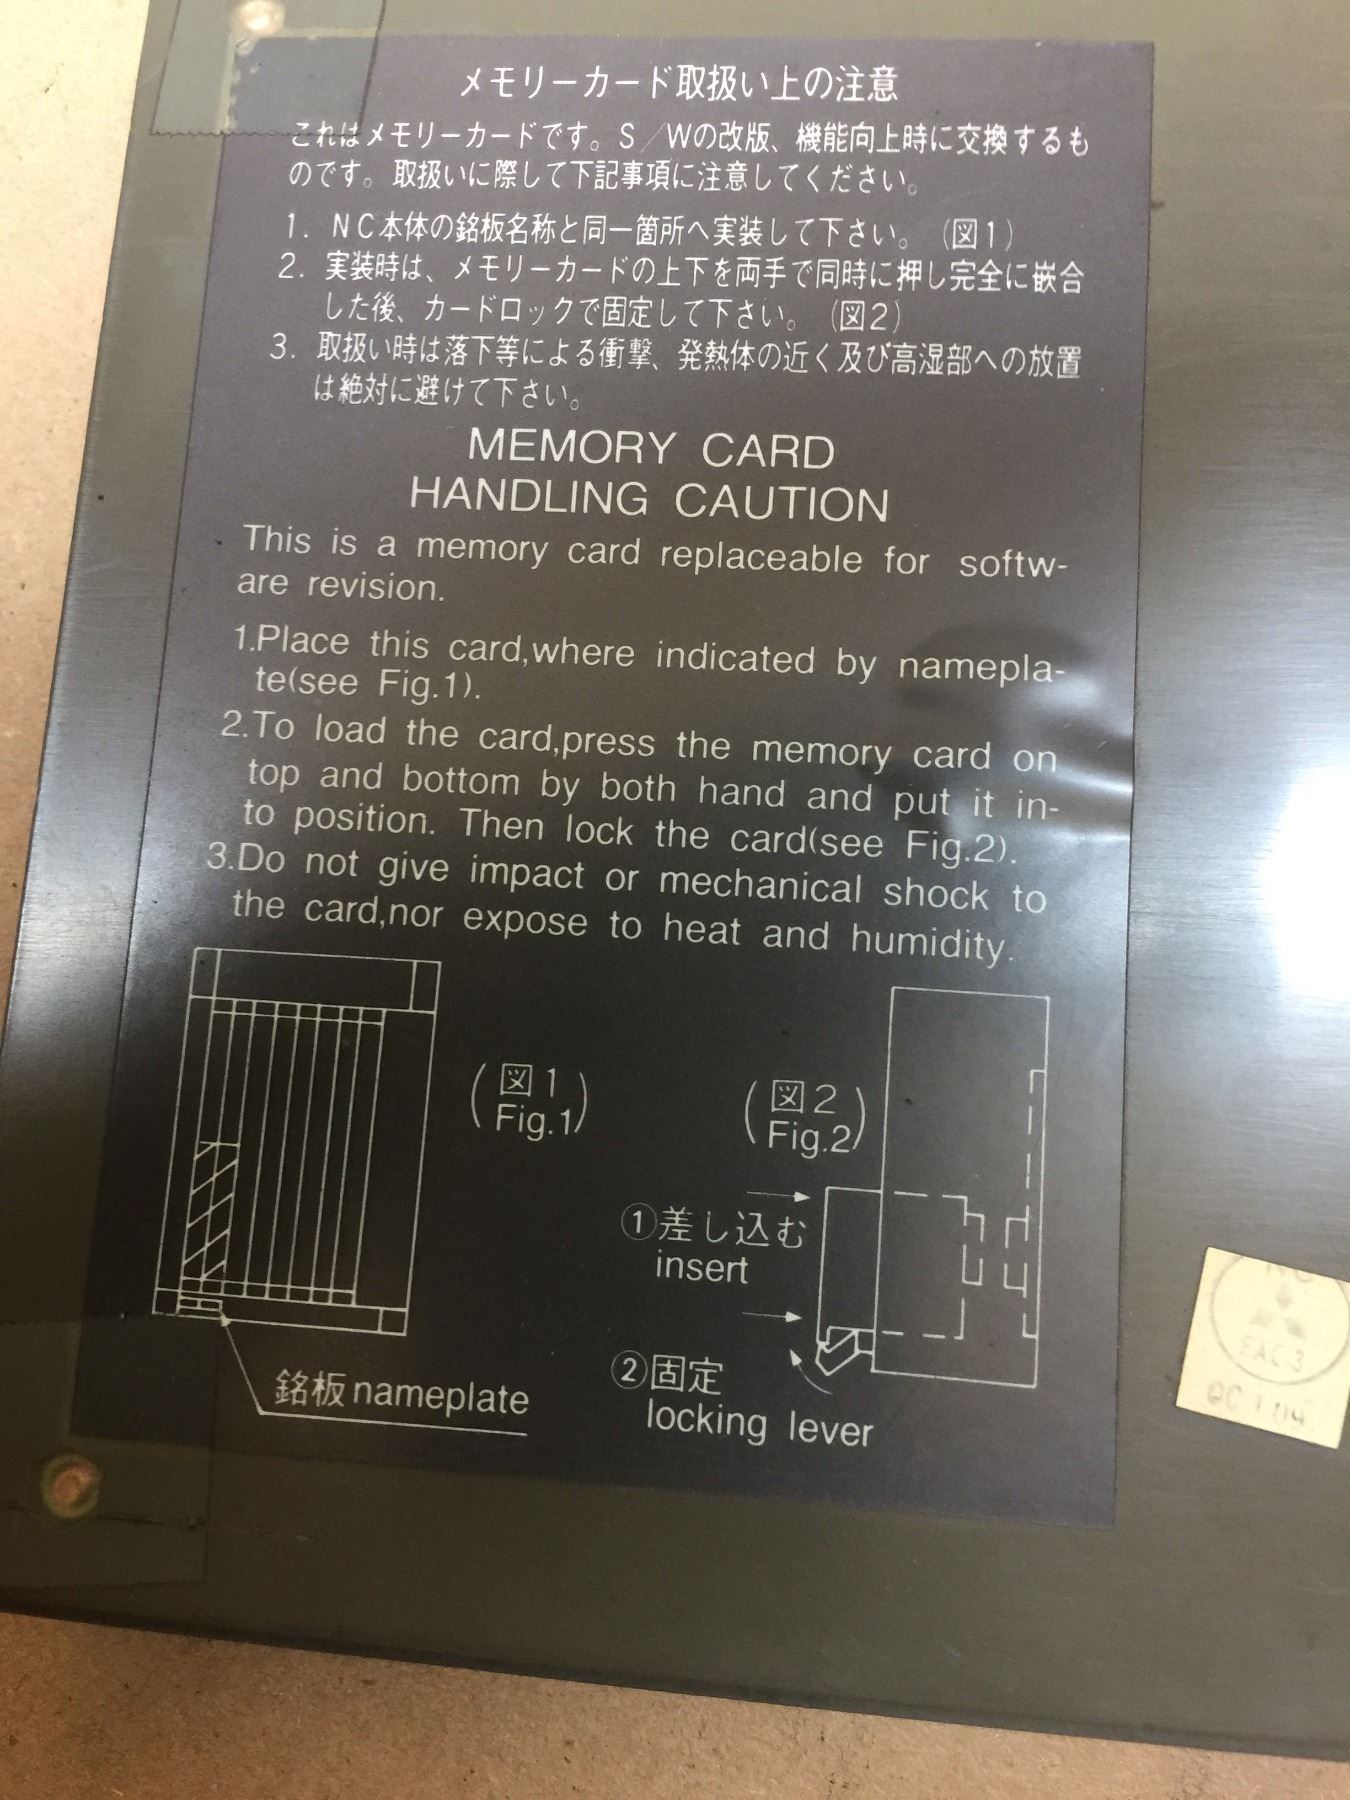 メモリーカード取扱い上の注意
これはメモリーカードです。S/Wの改版、機能向上時に交換するも
のです。取扱いに際して下記事項に注意してください。
1. NC本体の銘板名称と同一箇所へ実装して下さい。(図1)
2. 実装時は、メモリーカードの上下を両手で同時に押し完全に嵌合
した後、カードロックで固定して下さい。(図2)
3. 取扱い時は落下等による衝撃、発熱体の近く及び高湿部への放置
は絶対に避けて下さい。
MEMORY CARD
HANDLING CAUTION
This is a memory card replaceable for softw-
are revision.
1.Place this card,where indicated by namepla-
te(see Fig.1).
2.To load the card,press the memory card on
top and bottom by both hand and put it in-
to position. Then lock the card(see Fig.2).
3.Do not give impact or mechanical shock to
the card,nor expose to heat and humidity.
(図1
Fig.1)
(図2
Fig.2)
①差し込む
insert
②固定
locking lever
銘板nameplate
NC
FAC3
QC